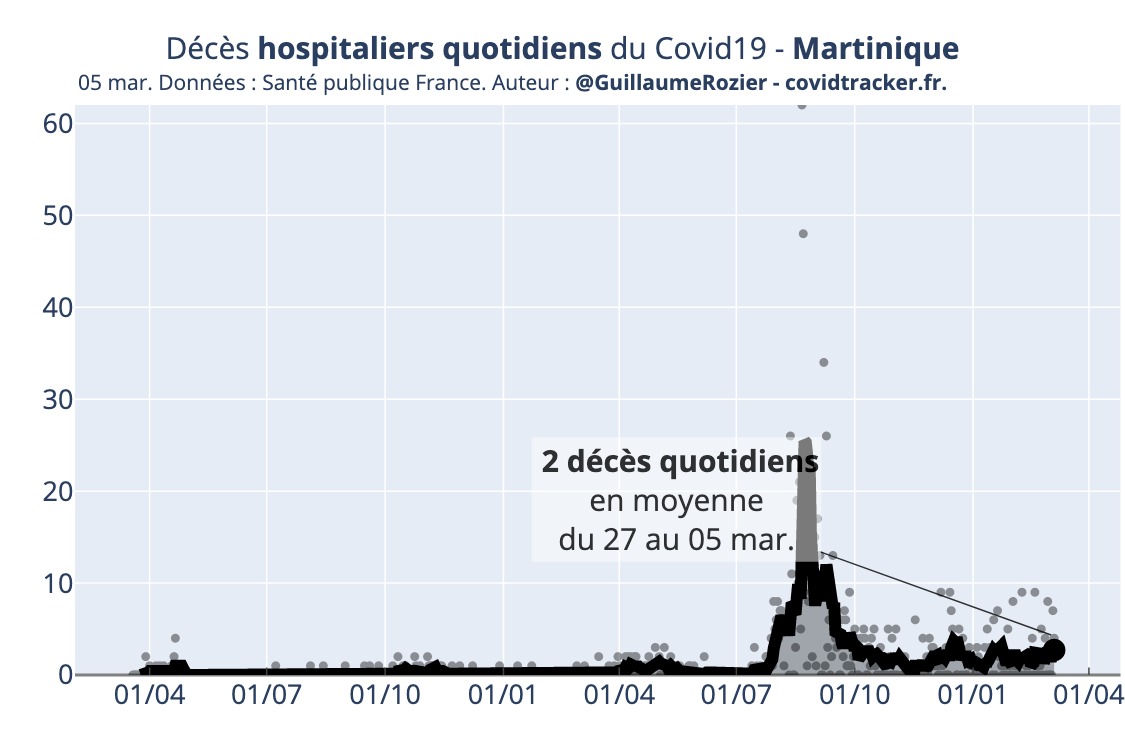 Décès hospitaliers quotidiens du Covid19 - Martinique
05 mar. Données : Santé publique France. Auteur : @GuillaumeRozier - covidtracker.fr.
60
50
40
30
20
10
0
2 décès quotidiens
en moyenne
du 27 au 05 mar.
01/04 01/07 01/10 01/01 01/04 01/07 01/10 01/01 01/04